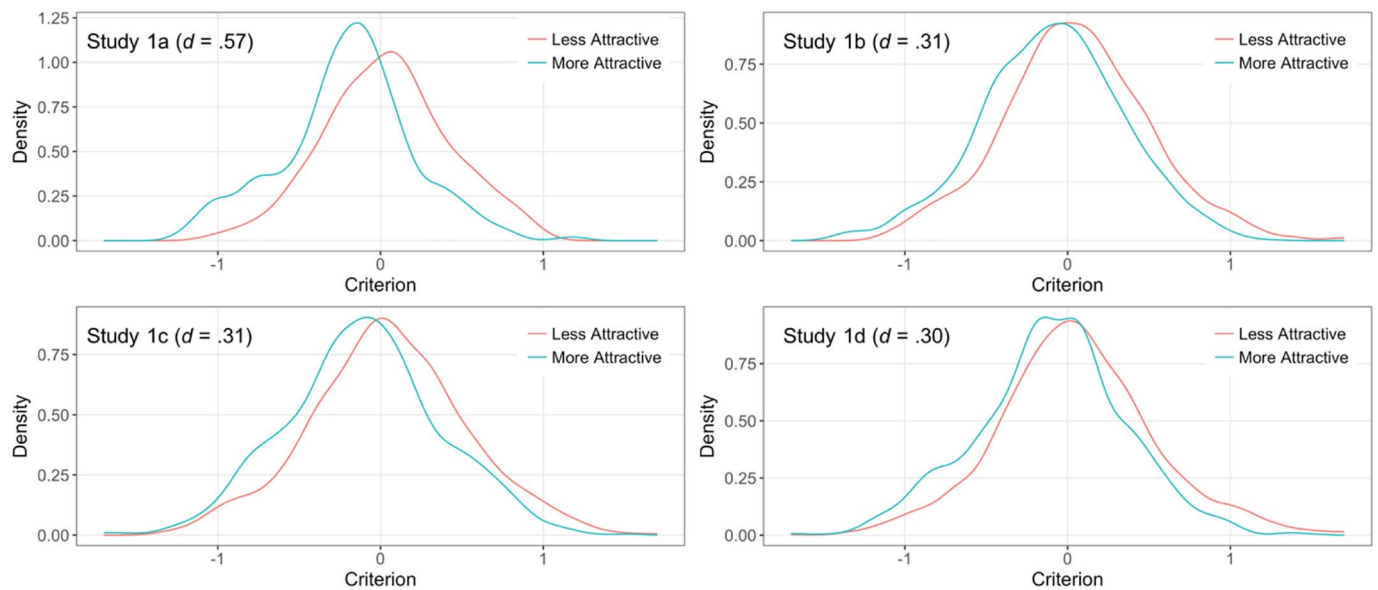 Study 1a (d = .57)
Less Attractive
More Attractive
Density
1.25
1.00
0.75
0.50
0.25
0.00
-1
0
1
Criterion
Study 1b (d = .31)
Less Attractive
More Attractive
Density
0.75
0.50
0.25
0.00
-1
0
1
Criterion
Study 1c (d = .31)
Less Attractive
More Attractive
Density
0.75
0.50
0.25
0.00
-1
0
1
Criterion
Study 1d (d = .30)
Less Attractive
More Attractive
Density
0.75
0.50
0.25
0.00
-1
0
1
Criterion